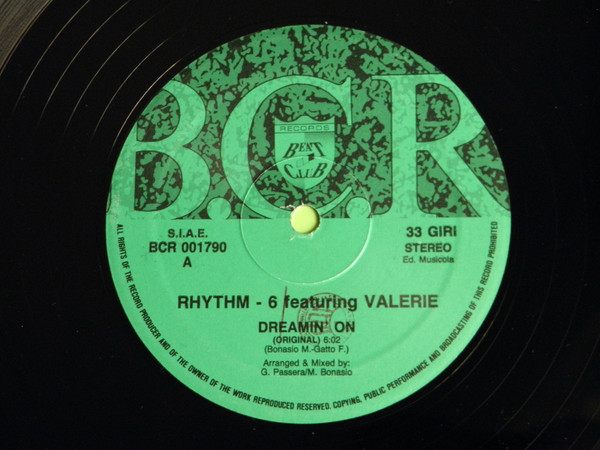 B.C.R
RECORDS
BEAT
CLUB
S.I.A.E.
BCR 001790
A
33 GIRI
STEREO
Ed. Musicola
RHYTHM - 6 featuring VALERIE
DREAMIN' ON
(ORIGINAL) 6:02
(Bonasio M.-Gatto F.)
Arranged & Mixed by:
G. Passera/M. Bonasio
ALL RIGHTS OF THE RECORD PRODUCER AND OF THE OWNER OF THE WORK REPRODUCED RESERVED. COPYING, PUBLIC PERFORMANCE AND BROADCASTING OF THIS RECORD PROHIBITED